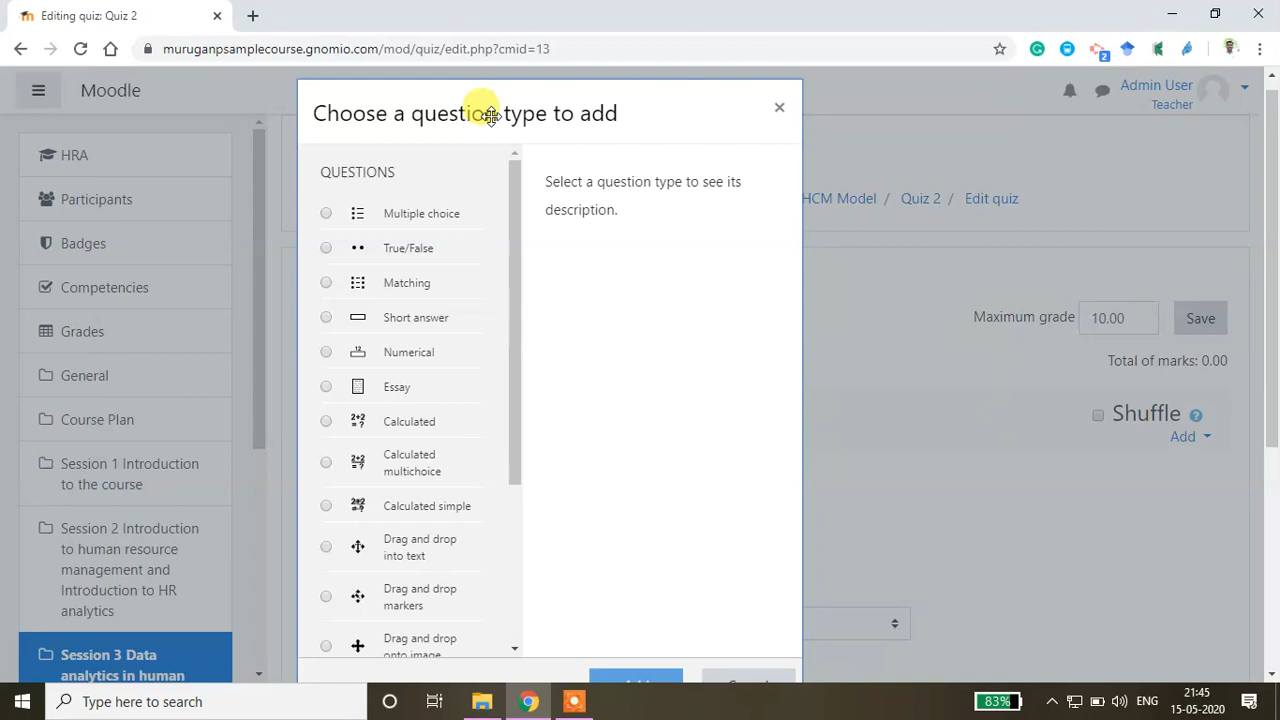 Editing quiz: Quiz 2
muruganpsamplecourse.gnomio.com/mod/quiz/edit.php?cmid=13
2
Moodle
Admin User
Teacher
Choose a question type to add
HRA
Participants
Badges
Competencies
Grades
General
Course Plan
Session 1 Introduction
to the course
Session 2 Introduction
to human resource
management and
Introduction to HR
analytics
Session 3 Data
analytics in human
QUESTIONS
Multiple choice
True/False
Matching
Short answer
Numerical
Essay
Calculated
Calculated
multichoice
Calculated simple
Drag and drop
into text
Drag and drop
markers
Drag and drop
onto image
Select a question type to see its
description.
HCM Model / Quiz 2 / Edit quiz
Maximum grade 10.00 Save
Total of marks: 0.00
Shuffle
Add
Type here to search
83%
ENG
21:45
15-05-2020